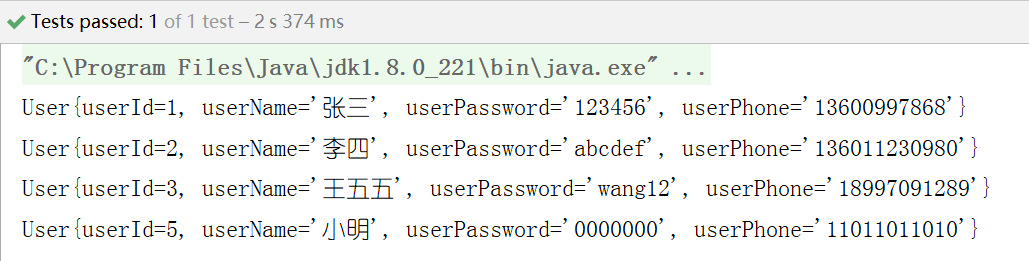 Tests passed: 1 of 1 test – 2 s 374 ms
"C:\Program Files\Java\jdk1.8.0_221\bin\java.exe" ...
User{userId=1, userName='张三', userPassword='123456', userPhone='13600997868'}
User{userId=2, userName='李四', userPassword='abcdef', userPhone='136011230980'}
User{userId=3, userName='王五五', userPassword='wang12', userPhone='18997091289'}
User{userId=5, userName='小明', userPassword='0000000', userPhone='11011011010'}